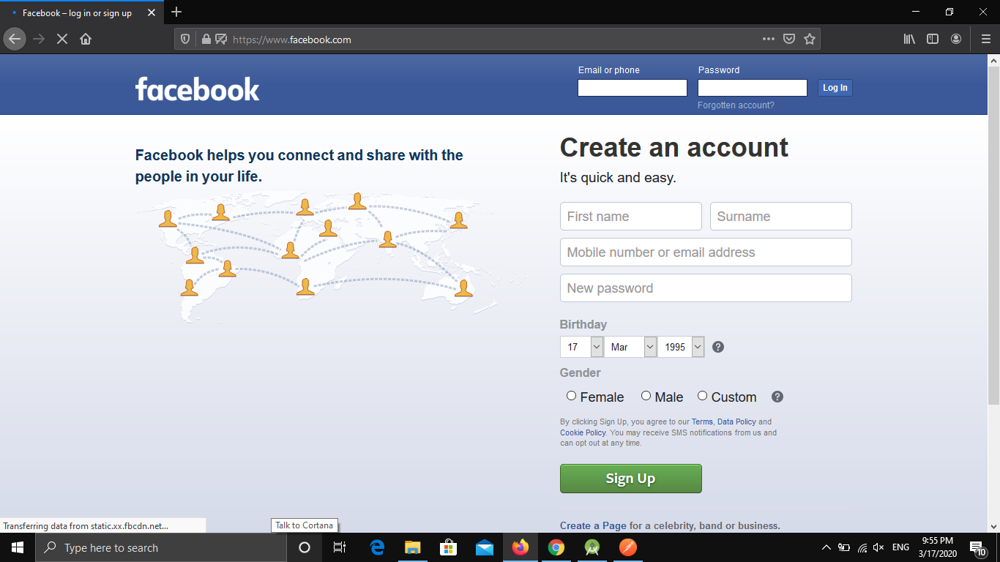 Facebook – log in or sign up
https://www.facebook.com
facebook
Email or phone
Password
Log In
Forgotten account?
Facebook helps you connect and share with the
people in your life.
Create an account
It's quick and easy.
First name
Surname
Mobile number or email address
New password
Birthday
17
Mar
1995
?
Gender
Female
Male
Custom
?
By clicking Sign Up, you agree to our Terms, Data Policy and
Cookie Policy. You may receive SMS notifications from us and
can opt out at any time.
Sign Up
Create a Page for a celebrity, band or business.
Transferring data from static.xx.fbcdn.net...
Talk to Cortana
Type here to search
ENG
9:55 PM
3/17/2020
10